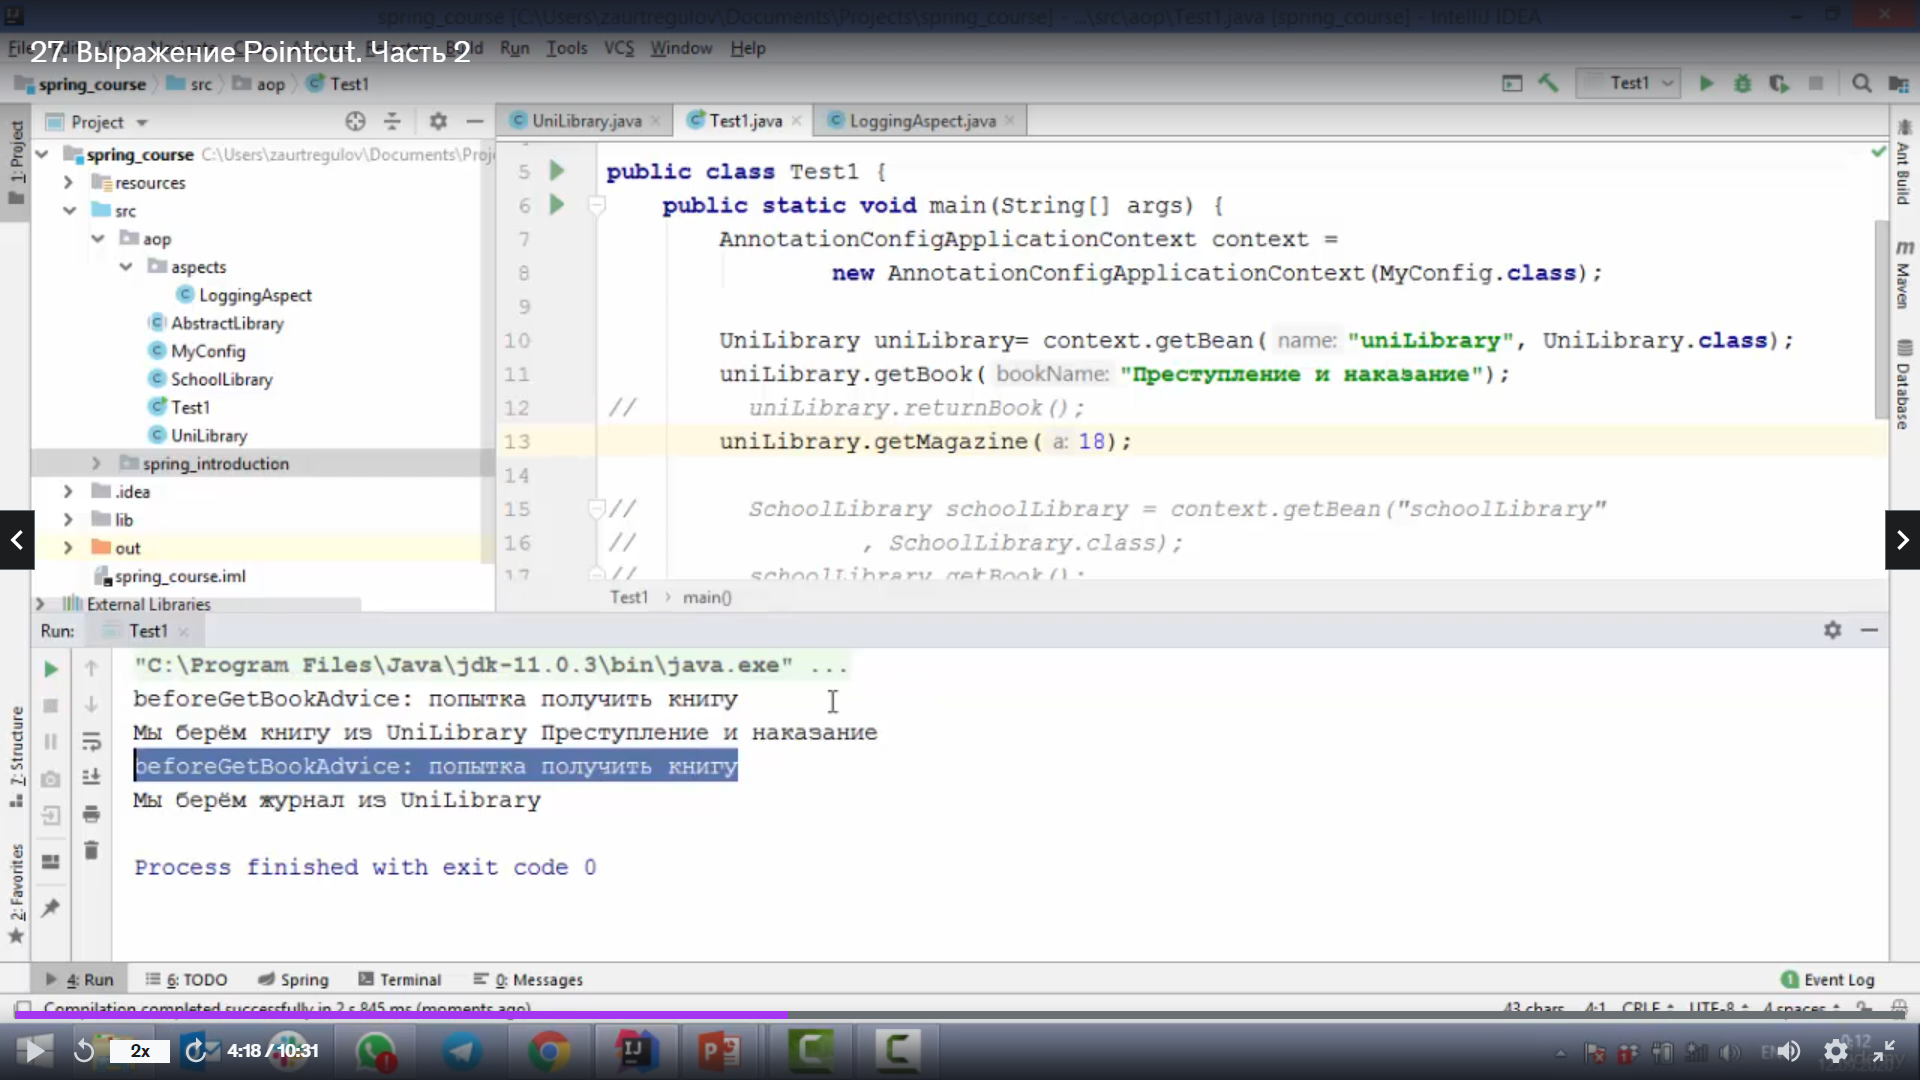 spring_course [C:\Users\zaurtregulov\Documents\Projects\spring_course] - ...\src\aop\Test1.java [spring_course] - IntelliJ IDEA
27. Выражение Pointcut. Часть 2
File Run Tools VCS Window Help
spring_course src aop Test1
Test1
1: Project
Project
UniLibrary.java Test1.java LoggingAspect.java
spring_course C:\Users\zaurtregulov\Documents\Proj
resources
src
aop
aspects
LoggingAspect
AbstractLibrary
MyConfig
SchoolLibrary
Test1
UniLibrary
spring_introduction
.idea
lib
out
spring_course.iml
External Libraries
5 public class Test1 {
6 public static void main(String[] args) {
7 AnnotationConfigApplicationContext context =
8 new AnnotationConfigApplicationContext(MyConfig.class);
9
10 UniLibrary uniLibrary= context.getBean( name: "uniLibrary", UniLibrary.class);
11 uniLibrary.getBook( bookName: "Преступление и наказание");
12 // uniLibrary.returnBook();
13 uniLibrary.getMagazine( a: 18);
14
15 // SchoolLibrary schoolLibrary = context.getBean("schoolLibrary"
16 // , SchoolLibrary.class);
17 // schoolLibrary.getBook();
Test1 main()
Ant Build
m Maven
Database
Run: Test1
"C:\Program Files\Java\jdk-11.0.3\bin\java.exe" ...
beforeGetBookAdvice: попытка получить книгу
Мы берём книгу из UniLibrary Преступление и наказание
beforeGetBookAdvice: попытка получить книгу
Мы берём журнал из UniLibrary
Process finished with exit code 0
7: Structure
2: Favorites
4: Run 6: TODO Spring Terminal 0: Messages 1 Event Log
Compilation completed successfully in 2 s 845 ms (moments ago)
43 chars 4:1 CRLF UTF-8 4 spaces
2x 4:18 / 10:31